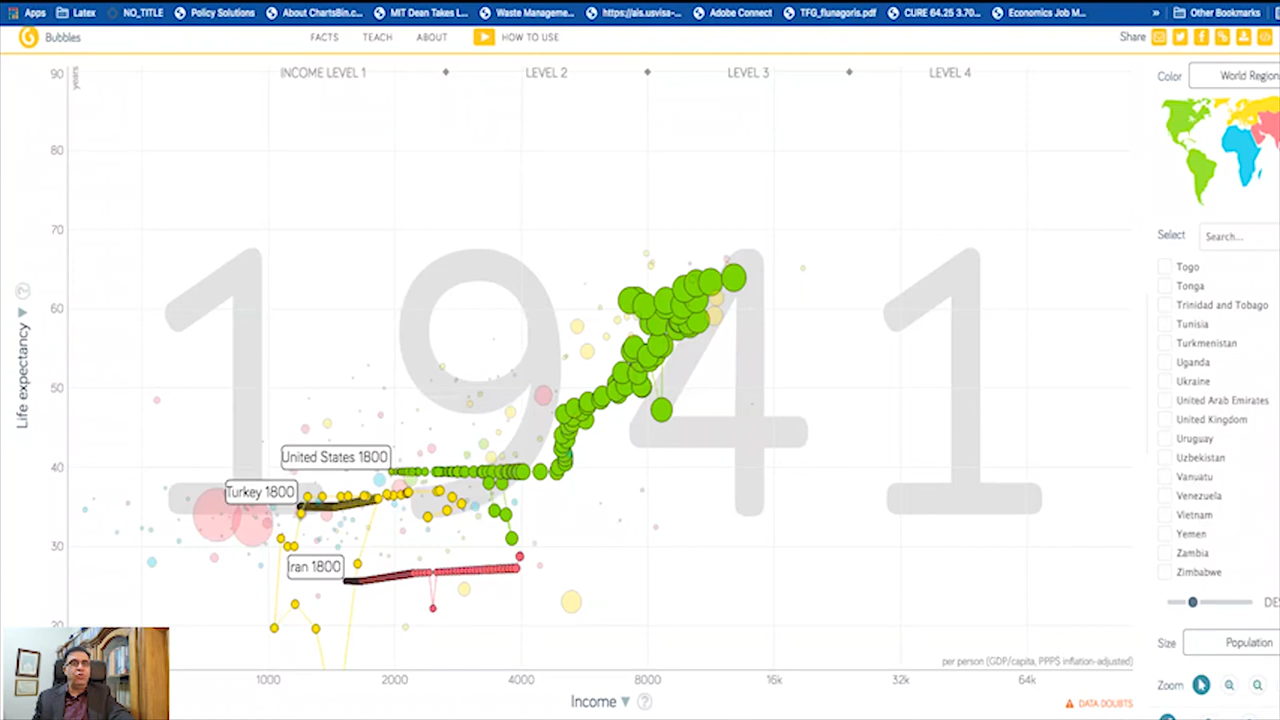 Apps Latex NO_TITLE Policy Solutions About ChartsBin.c... MIT Dean Takes L... Waste Manageme... https://ais.usvisa-... Adobe Connect TFG_flunagoris.pdf CURE 64.25 3.70... Economics Job M... » Other Bookmarks
Bubbles FACTS TEACH ABOUT HOW TO USE Share
90 years INCOME LEVEL 1 LEVEL 2 LEVEL 3 LEVEL 4
Color World Region
80
70
Select Search...
Togo
Tonga
Trinidad and Tobago
Tunisia
Turkmenistan
Uganda
Ukraine
United Arab Emirates
United Kingdom
Uruguay
Uzbekistan
Vanuatu
Venezuela
Vietnam
Yemen
Zambia
Zimbabwe
1941
60
Life expectancy ▼ ?
50
United States 1800
40
Turkey 1800
30
Iran 1800
20
DE
Size Population
per person (GDP/capita, PPP$ inflation-adjusted)
1000 2000 4000 8000 16k 32k 64k
Zoom
Income ▼ ?
DATA DOUBTS